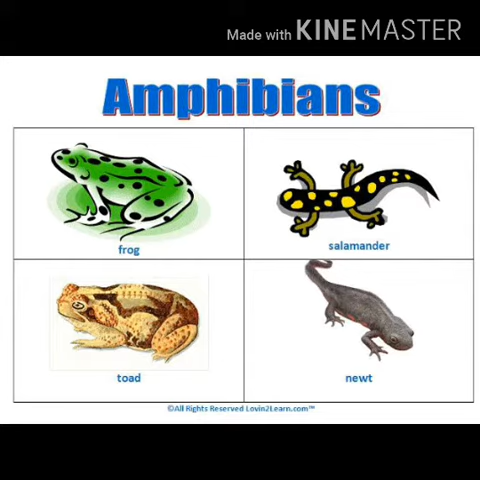 Made with KINEMASTER
Amphibians
frog
salamander
toad
newt
©All Rights Reserved Lovin2Learn.com™